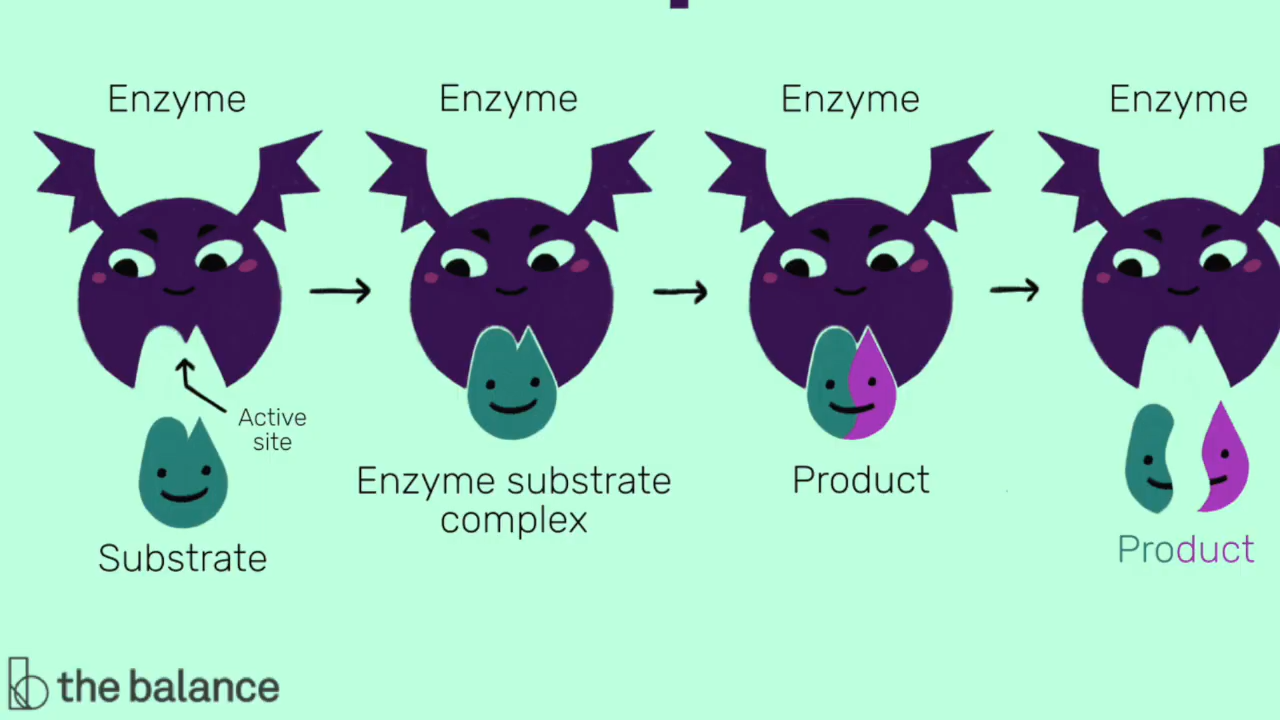 Enzyme
Enzyme
Enzyme
Enzyme
Active
site
Enzyme substrate
complex
Product
Substrate
Product
the balance